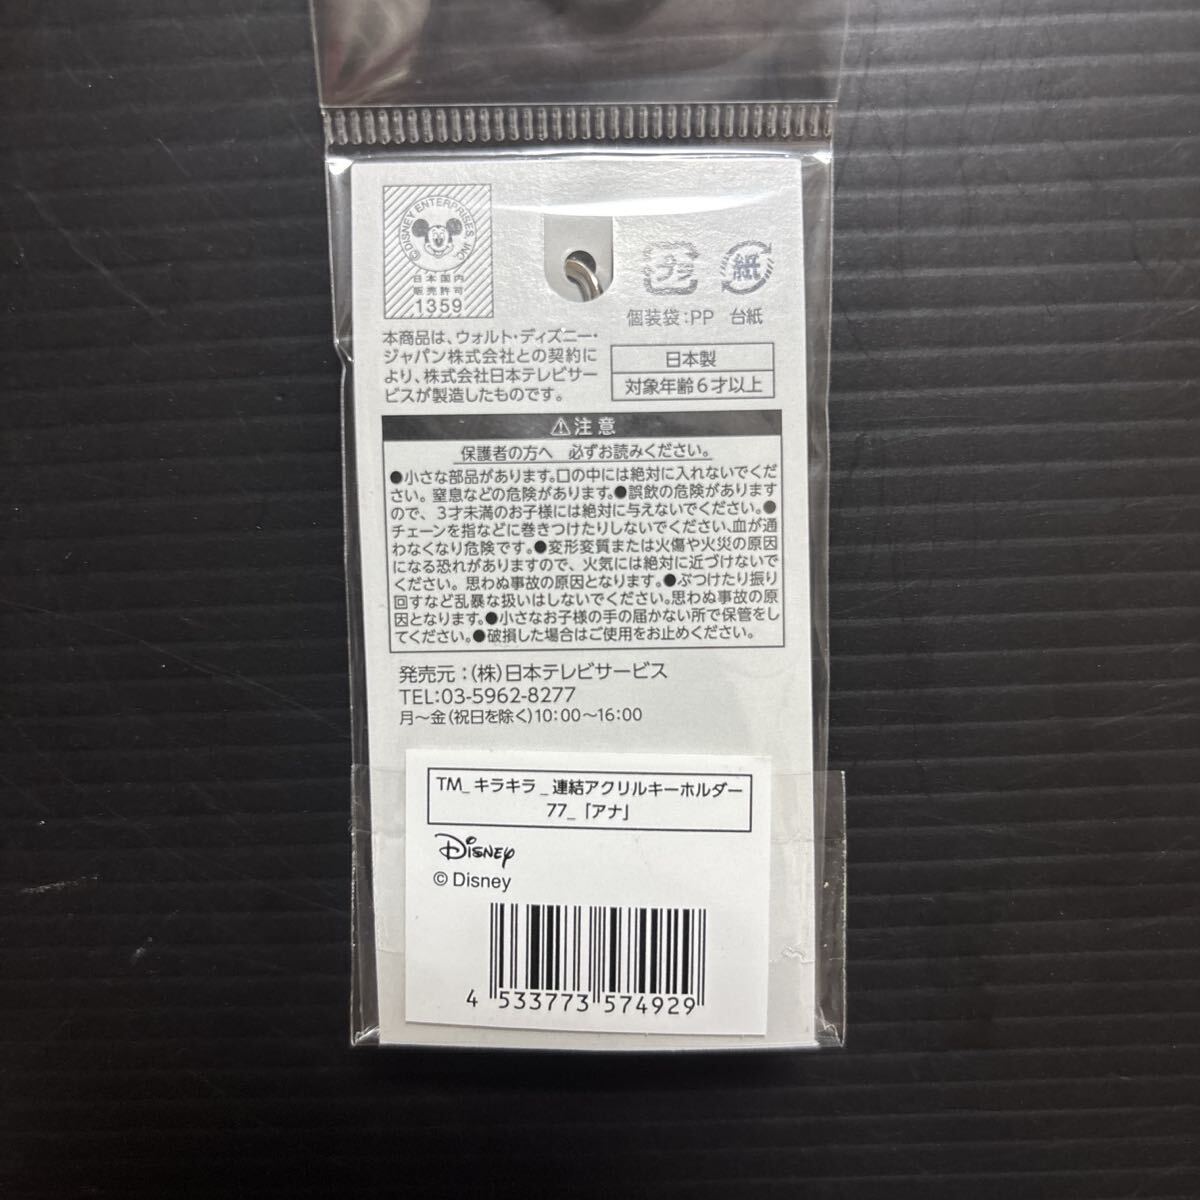 ©DISNEY ENTERPRISES, INC.
日本国内
販売許可
1359
プラ
紙
個装袋:PP 台紙
本商品は、ウォルト・ディズニー・
ジャパン株式会社との契約に
より、株式会社日本テレビサー
ビスが製造したものです。
日本製
対象年齢6才以上
⚠注意
保護者の方へ 必ずお読みください。
●小さな部品があります。口の中には絶対に入れないでくだ
さい。窒息などの危険があります。●誤飲の危険があります
ので、3才未満のお子様には絶対に与えないでください。●
チェーンを指などに巻きつけたりしないでください、血が通
わなくなり危険です。●変形変質または火傷や火災の原因
になる恐れがありますので、火気には絶対に近づけないで
ください。思わぬ事故の原因となります。●ぶつけたり振り
回すなど乱暴な扱いはしないでください。思わぬ事故の原
因となります。●小さなお子様の手の届かない所で保管をし
てください。●破損した場合はご使用をお止めください。
発売元:(株)日本テレビサービス
TEL:03-5962-8277
月～金(祝日を除く)10:00～16:00
TM_キラキラ_連結アクリルキーホルダー
77_「アナ」
Disney
© Disney
4 533773 574929